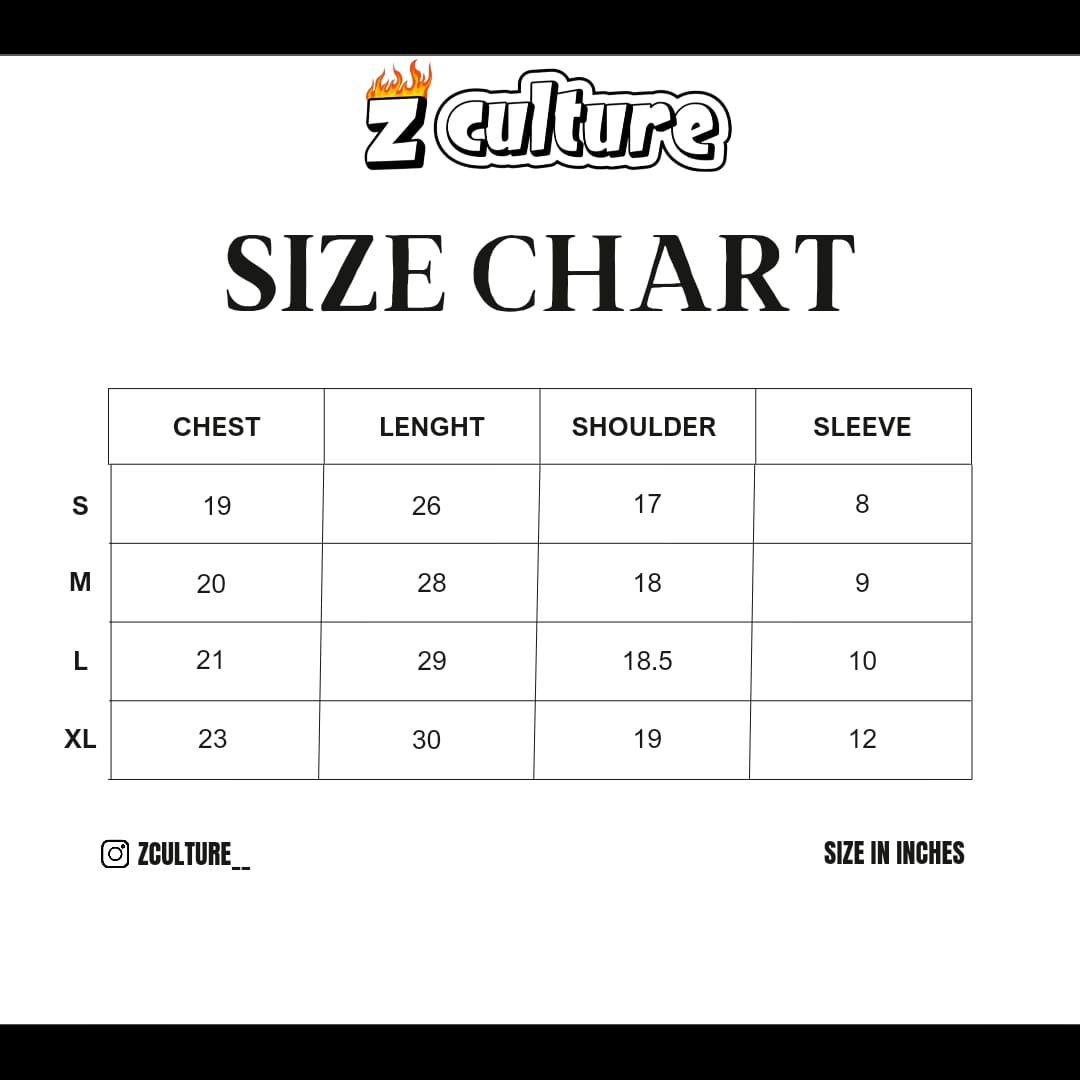 Z culture
SIZE CHART
CHEST LENGHT SHOULDER SLEEVE
S 19 26 17 8
M 20 28 18 9
L 21 29 18.5 10
XL 23 30 19 12
ZCULTURE__ SIZE IN INCHES